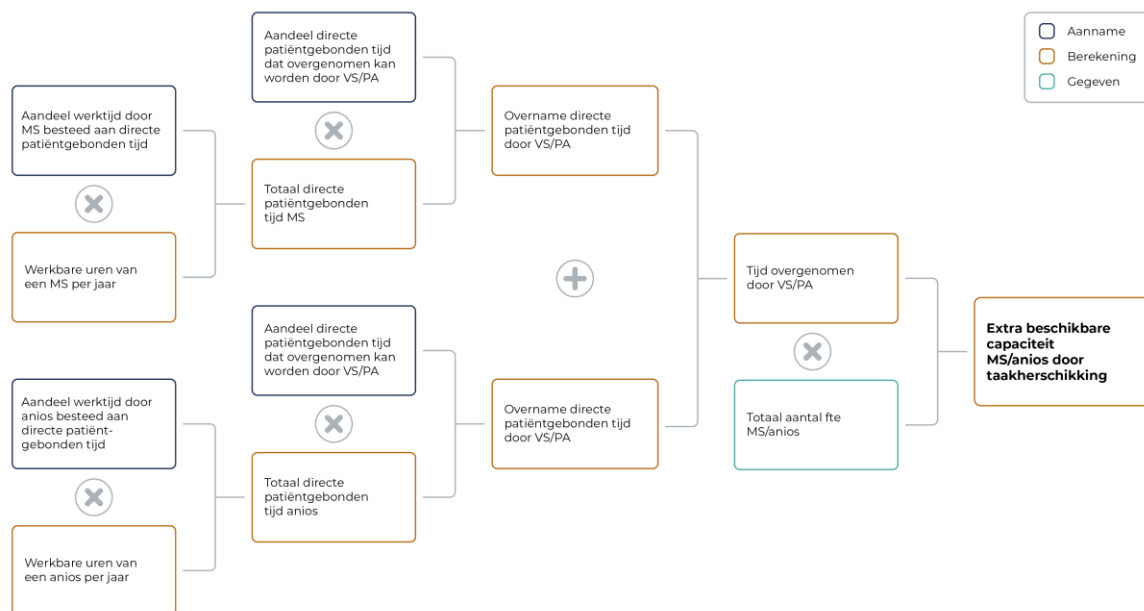 Aandeel directe
patiëntgebonden tijd
dat overgenomen kan
worden door VS/PA
Aanname
Berekening
Gegeven
Aandeel werktijd door
MS besteed aan directe
patiëntgebonden tijd
Overname directe
patiëntgebonden tijd
door VS/PA
Totaal directe
patiëntgebonden
tijd MS
Werkbare uren van
een MS per jaar
Tijd overgenomen
door VS/PA
Aandeel directe
patiëntgebonden tijd
dat overgenomen kan
worden door VS/PA
Extra beschikbare
capaciteit
MS/anios door
taakherschikking
Aandeel werktijd door
anios besteed aan
directe patiënt-
gebonden tijd
Overname directe
patiëntgebonden tijd
door VS/PA
Totaal aantal fte
MS/anios
Totaal directe
patiëntgebonden
tijd anios
Werkbare uren van
een anios per jaar